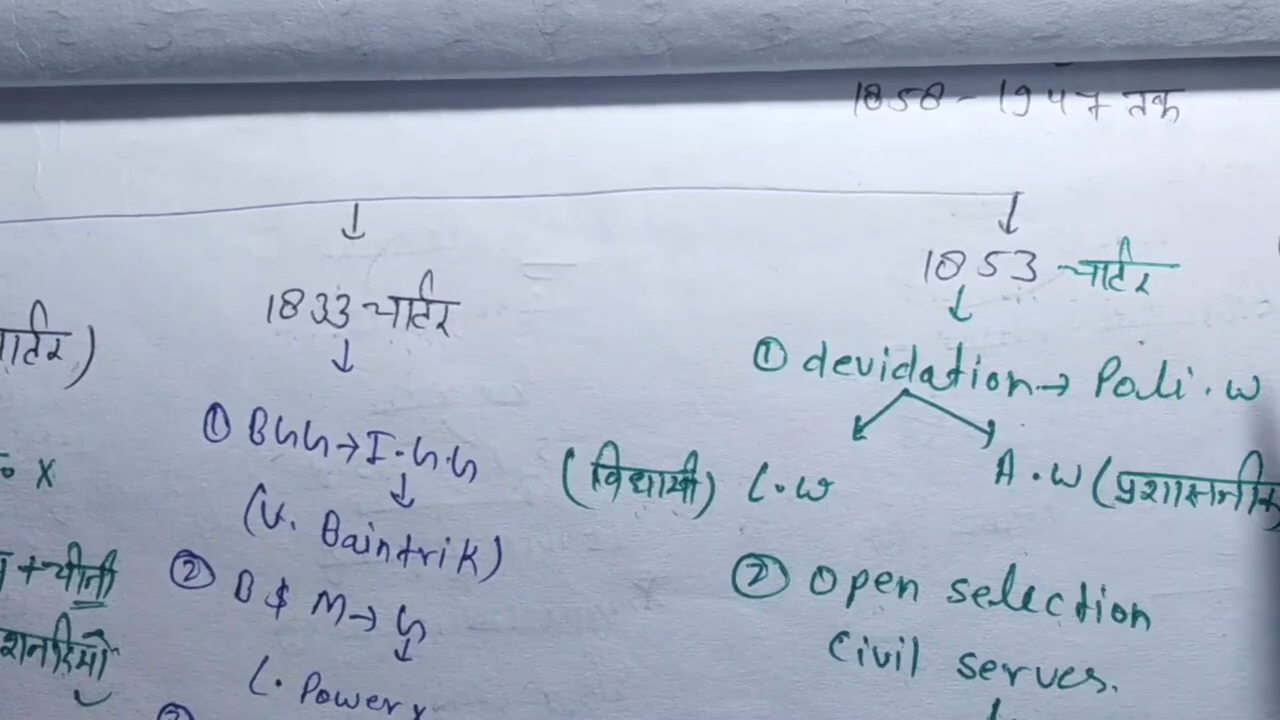 1858 - 1947 तक
1833 चार्टर
1853 चार्टर
ार्टर)
① devidation → Poli. w
① BGG → I.G.G
(विधायी) L.w
A.w (प्रशासनीक
x
(V. Baintrik)
② Open selection
+ चीनी
② B & M → G
Civil serves.
L. Power x